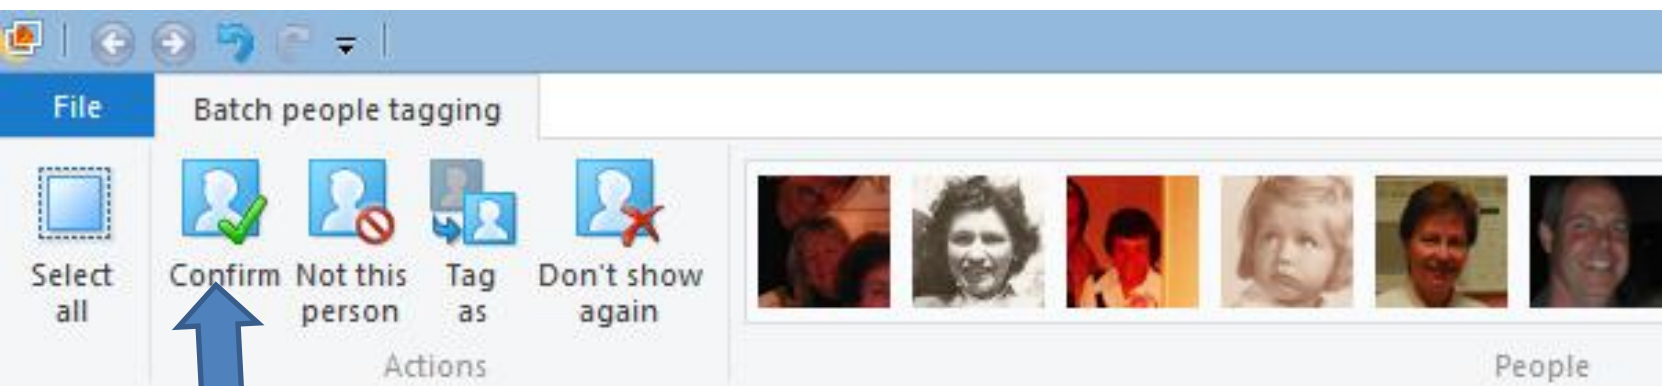 File
Batch people tagging
Select
all
Confirm
Not this
person
Tag
as
Don't show
again
Actions
People